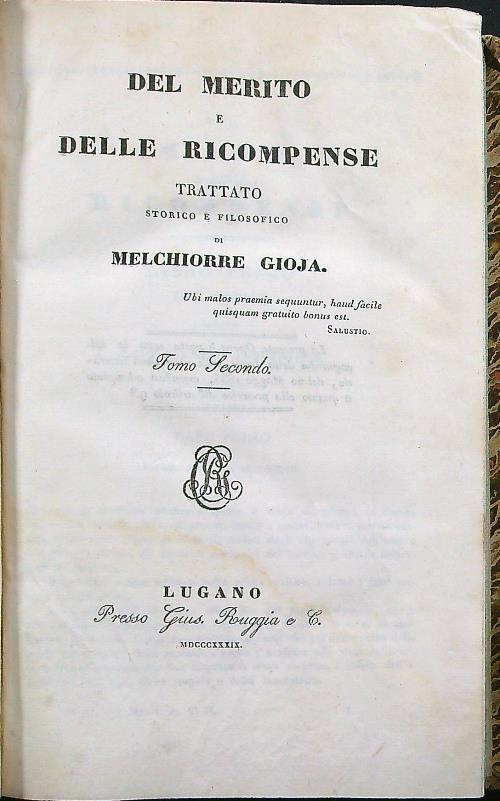 DEL MERITO
E
DELLE RICOMPENSE
TRATTATO
STORICO E FILOSOFICO
DI
MELCHIORRE GIOJA.
Ubi malos praemia sequuntur, haud facile
quisquam gratuito bonus est.
SALUSTIO.
Tomo Secondo.
LUGANO
Presso Gius. Ruggia e C.
MDCCCXXXIX.